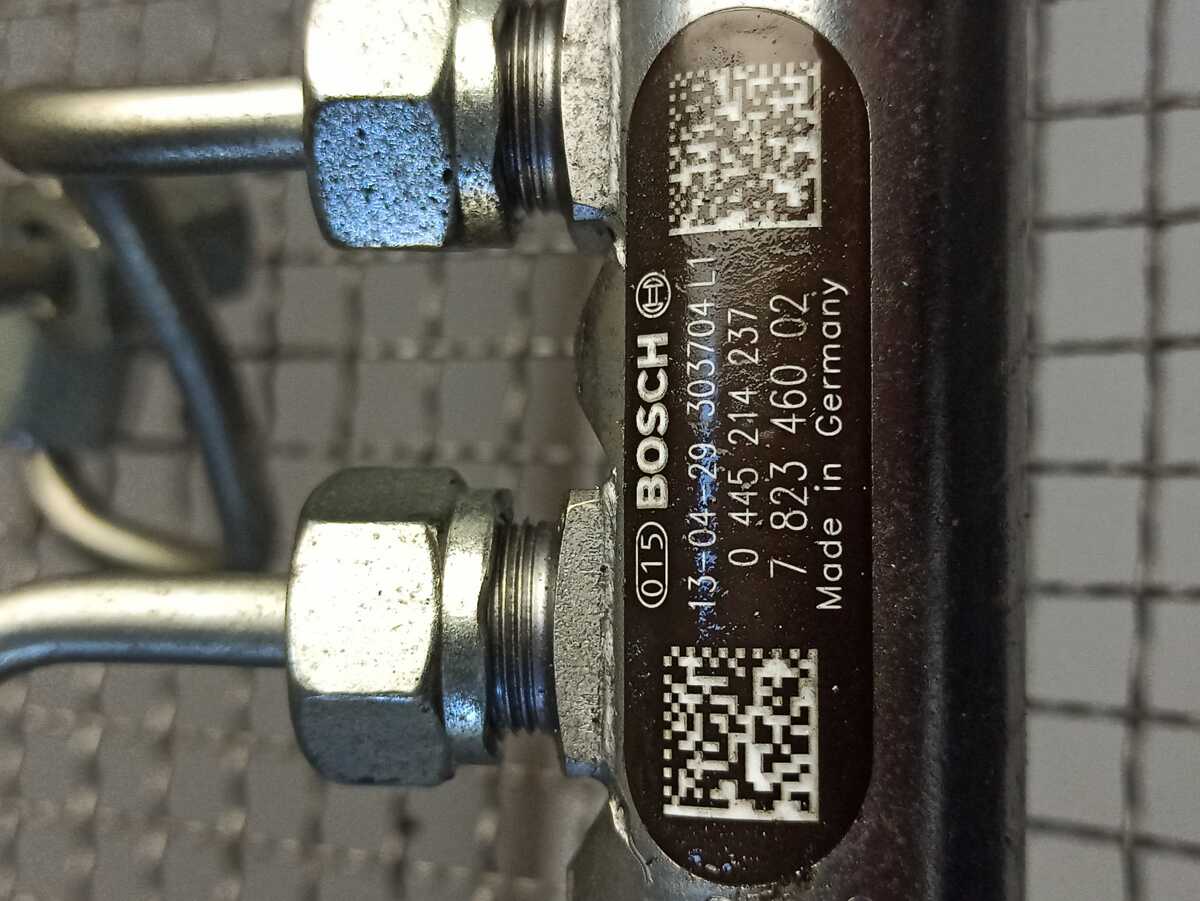 015 BOSCH
13-04-29 303704 L1
0 445 214 237
7 823 460 02
Made in Germany